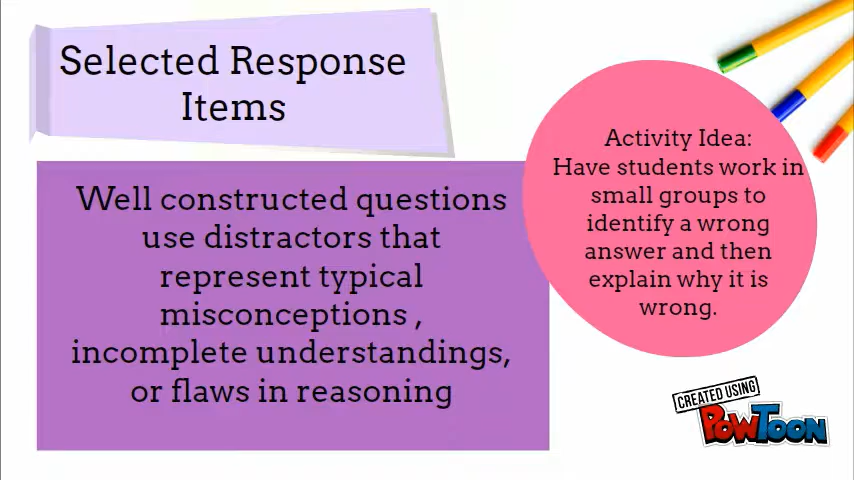 Selected Response
Items
Well constructed questions
use distractors that
represent typical
misconceptions ,
incomplete understandings,
or flaws in reasoning
Activity Idea:
Have students work in
small groups to
identify a wrong
answer and then
explain why it is
wrong.
CREATED USING
POWTOON